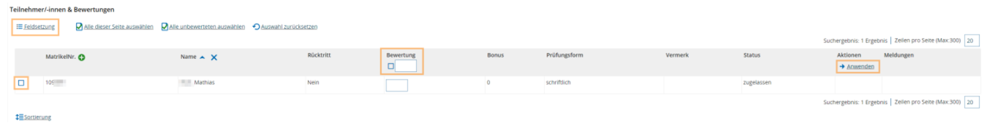 Teilnehmer/-innen & Bewertungen
Feldsetzung Alle dieser Seite auswählen Alle unbewerteten auswählen Auswahl zurücksetzen
Suchergebnis: 1 Ergebnis | Zeilen pro Seite (Max:300) 20
MatrikelNr. Name Rücktritt Bewertung Bonus Prüfungsform Vermerk Status Aktionen Meldungen
Anwenden
109 Mathias Nein 0 schriftlich zugelassen
Suchergebnis: 1 Ergebnis | Zeilen pro Seite (Max:300) 20
Sortierung